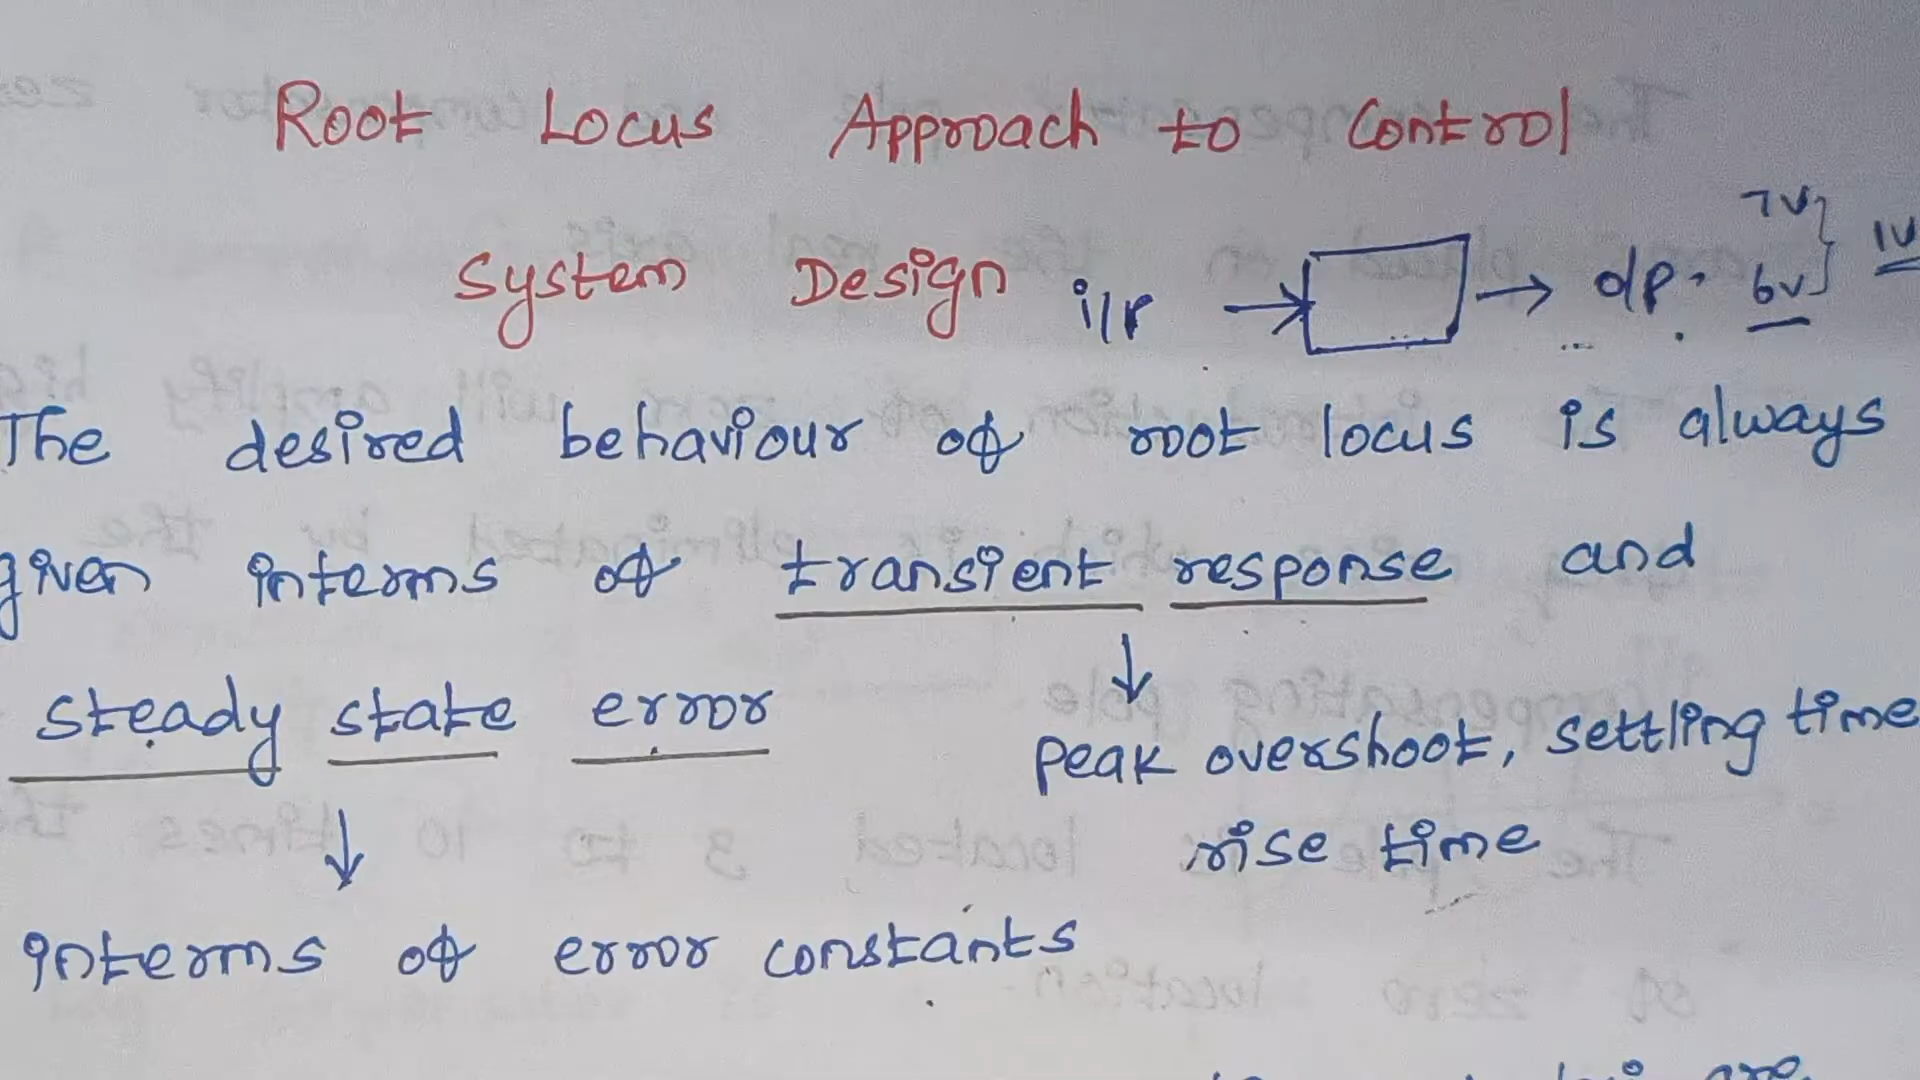 Root Locus Approach to Control
System Design
i/p → → o/p. 7V 6V } 1V
The desired behaviour of root locus is always
given interms of transient response and
↓
steady state error
peak overshoot, settling time
rise time
↓
interms of error constants